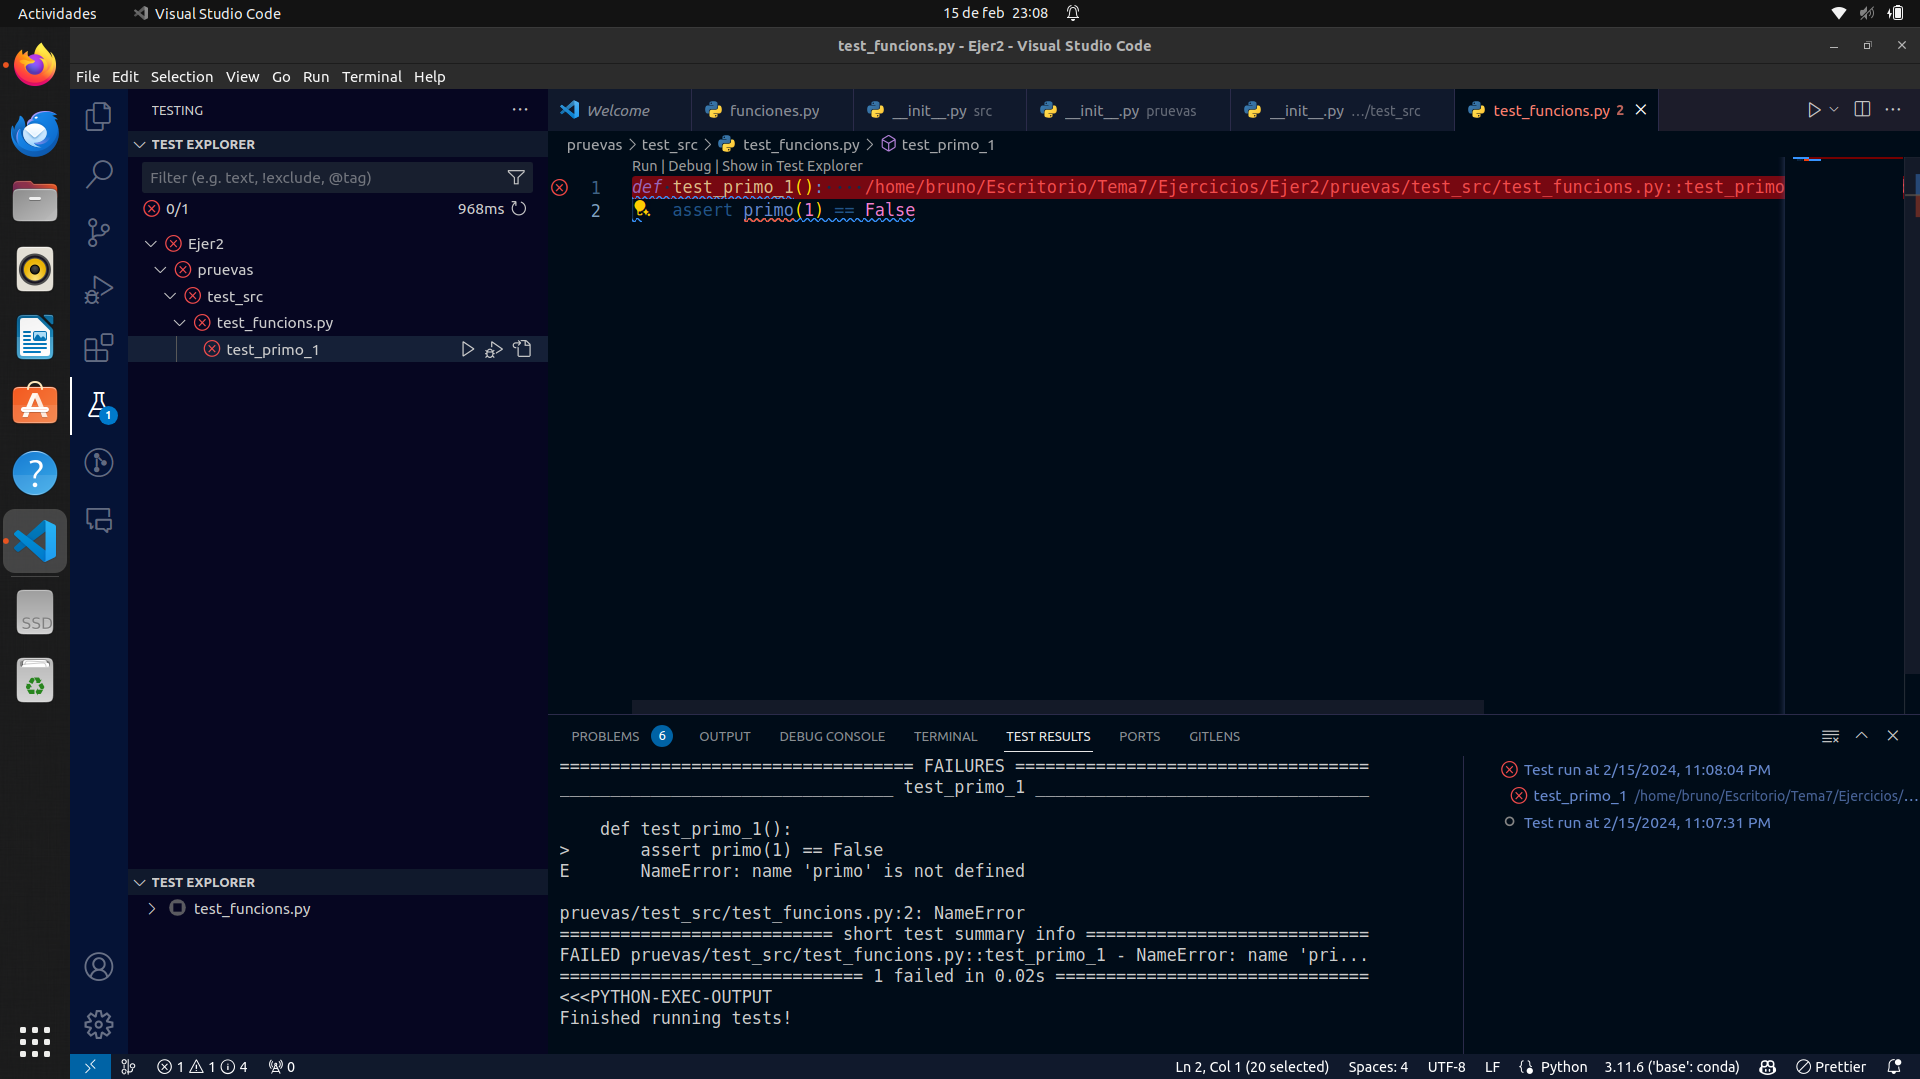 Actividades
Visual Studio Code
15 de feb 23:08
test_funcions.py - Ejer2 - Visual Studio Code
File Edit Selection View Go Run Terminal Help
TESTING
TEST EXPLORER
Filter (e.g. text, !exclude, @tag)
0/1
968ms
Ejer2
pruevas
test_src
test_funcions.py
test_primo_1
TEST EXPLORER
test_funcions.py
SSD
1
Welcome
funciones.py
__init__.py src
__init__.py pruevas
__init__.py .../test_src
test_funcions.py 2
pruevas > test_src > test_funcions.py > test_primo_1
Run | Debug | Show in Test Explorer
1 def test_primo_1(): /home/bruno/Escritorio/Tema7/Ejercicios/Ejer2/pruevas/test_src/test_funcions.py::test_primo
2 assert primo(1) == False
PROBLEMS 6 OUTPUT DEBUG CONSOLE TERMINAL TEST RESULTS PORTS GITLENS
=================================== FAILURES ===================================
_________________________________ test_primo_1 _________________________________
def test_primo_1():
> assert primo(1) == False
E NameError: name 'primo' is not defined
pruevas/test_src/test_funcions.py:2: NameError
=========================== short test summary info ============================
FAILED pruevas/test_src/test_funcions.py::test_primo_1 - NameError: name 'pri...
============================== 1 failed in 0.02s ===============================
<<<PYTHON-EXEC-OUTPUT
Finished running tests!
Test run at 2/15/2024, 11:08:04 PM
test_primo_1 /home/bruno/Escritorio/Tema7/Ejercicios/...
Test run at 2/15/2024, 11:07:31 PM
1 1 4 0
Ln 2, Col 1 (20 selected) Spaces: 4 UTF-8 LF Python 3.11.6 ('base': conda) Prettier